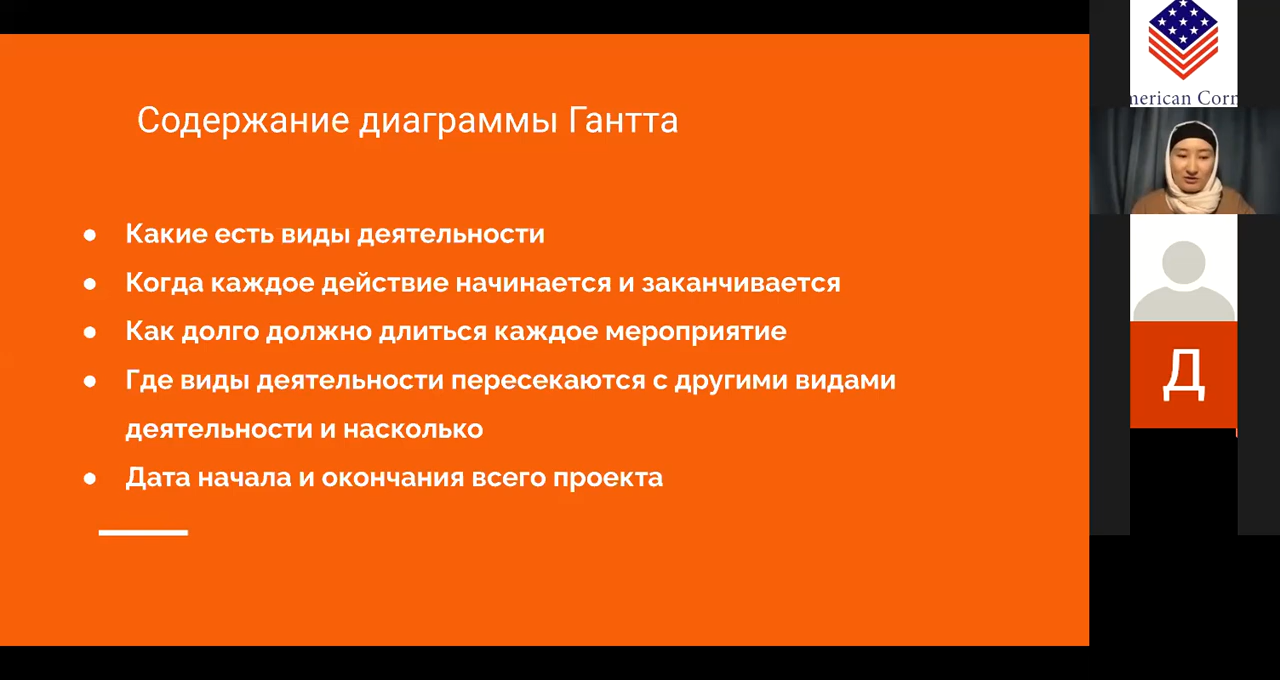 Содержание диаграммы Гантта
Какие есть виды деятельности
Когда каждое действие начинается и заканчивается
Как долго должно длиться каждое мероприятие
Где виды деятельности пересекаются с другими видами
деятельности и насколько
Дата начала и окончания всего проекта
merican Corn
Д